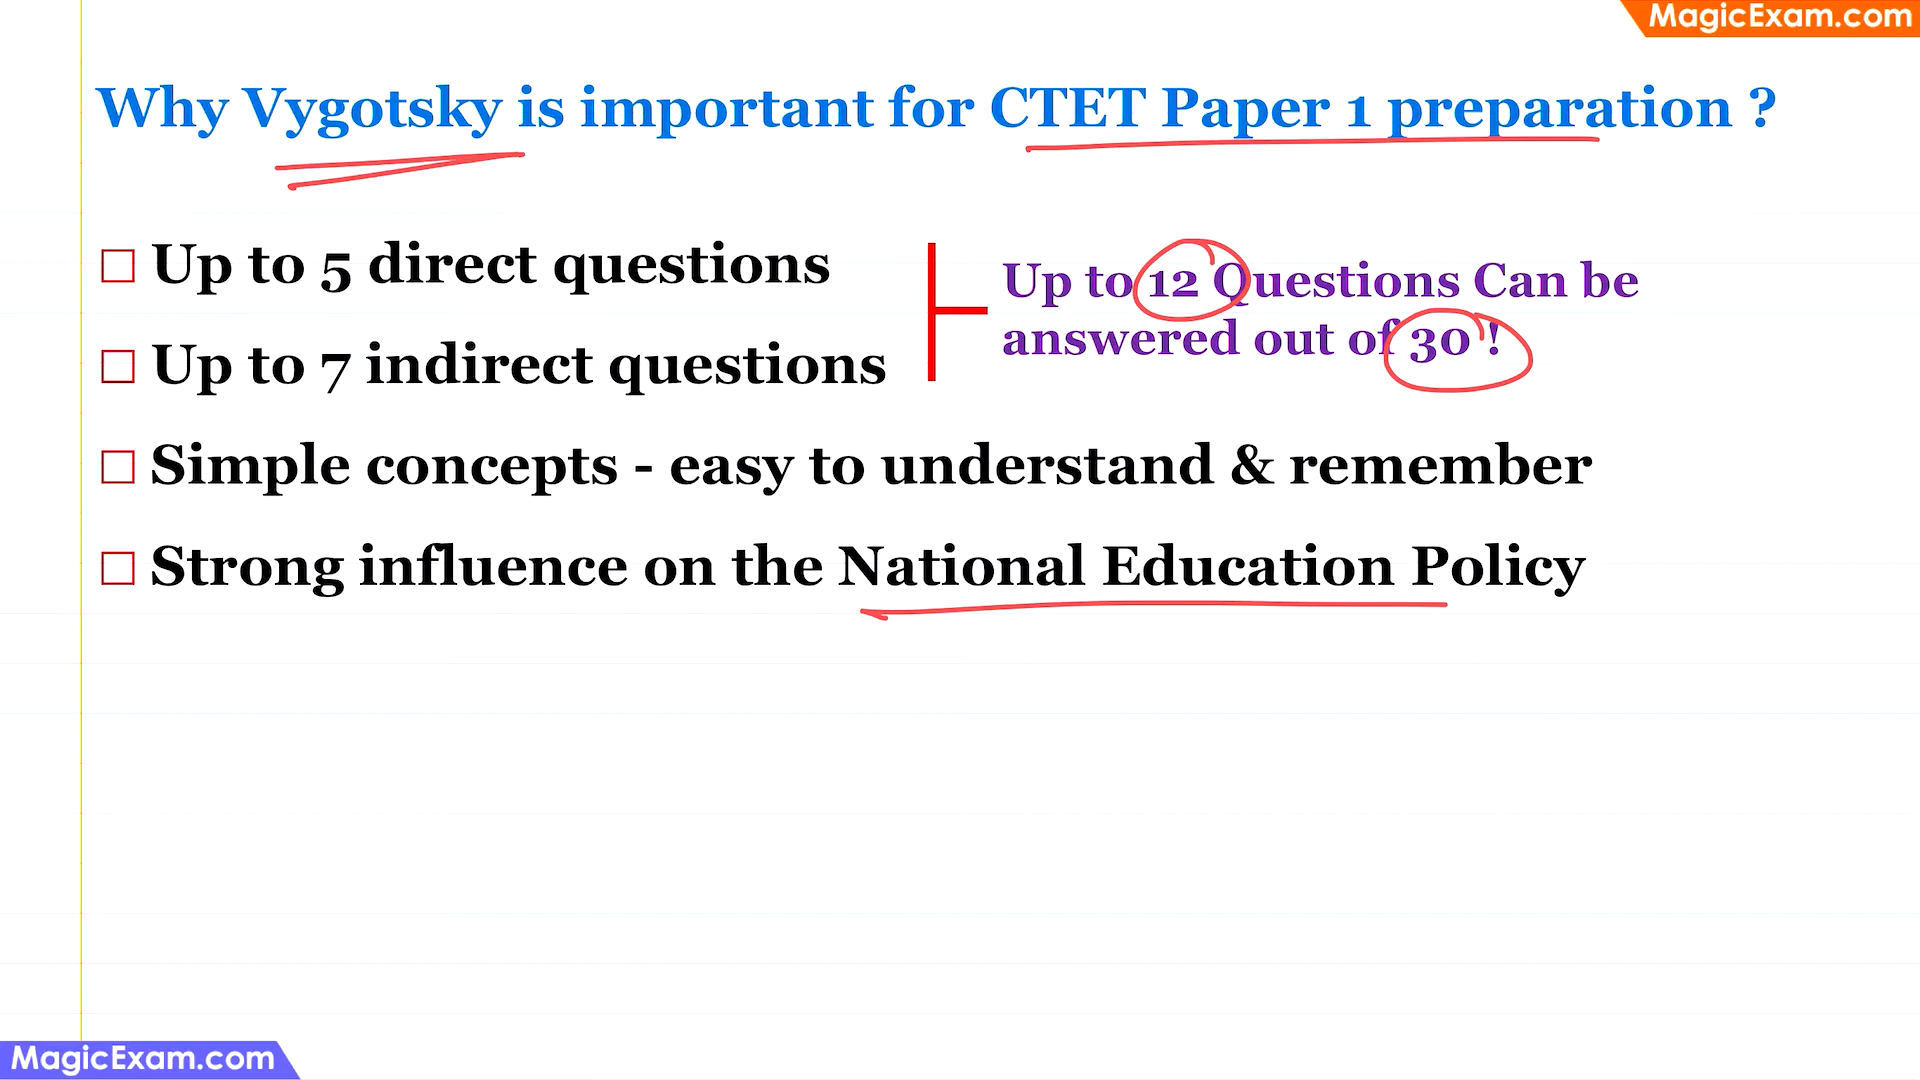 MagicExam.com
Why Vygotsky is important for CTET Paper 1 preparation ?
Up to 5 direct questions
Up to 7 indirect questions
Up to 12 Questions Can be
answered out of 30 !
Simple concepts - easy to understand & remember
Strong influence on the National Education Policy
MagicExam.com